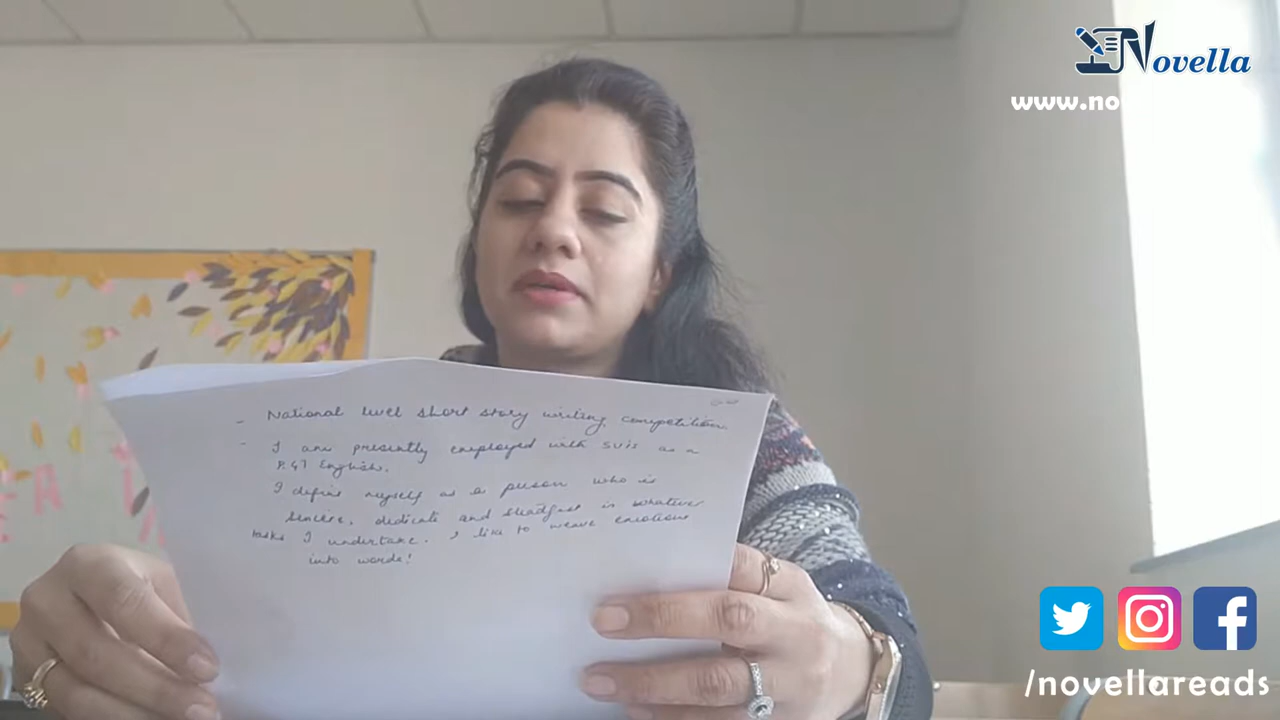 Novella
www.no
- National level short story writing competition
- I am presently employed with SVIS as a
P.G.T English.
I define myself as a person who is
sincere, dedicate and steadfast in whatever
tasks I undertake. I like to weave emotions
into words!
/novellareads